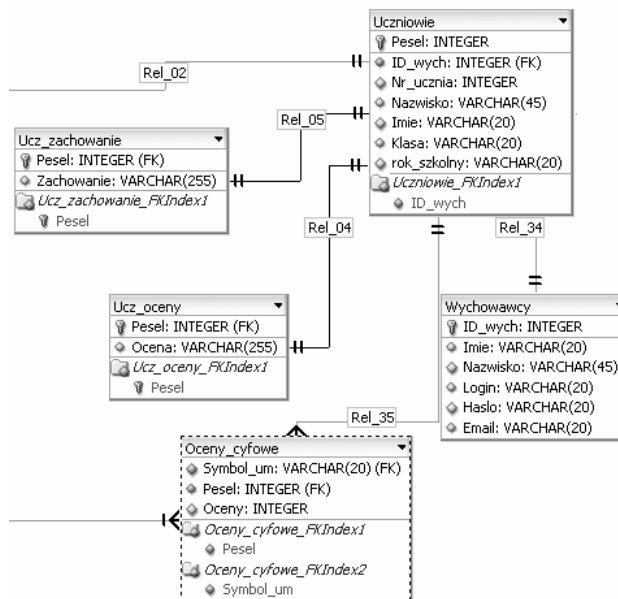 Uczniowie
Pesel: INTEGER
ID_wych: INTEGER (FK)
Nr_ucznia: INTEGER
Nazwisko: VARCHAR(45)
Imie: VARCHAR(20)
Klasa: VARCHAR(20)
rok_szkolny: VARCHAR(20)
Uczniowie_FKIndex1
ID_wych
Rel_02
Rel_05
Ucz_zachowanie
Pesel: INTEGER (FK)
Zachowanie: VARCHAR(255)
Ucz_zachowanie_FKIndex1
Pesel
Rel_04
Rel_34
Ucz_oceny
Pesel: INTEGER (FK)
Ocena: VARCHAR(255)
Ucz_oceny_FKIndex1
Pesel
Wychowawcy
ID_wych: INTEGER
Imie: VARCHAR(20)
Nazwisko: VARCHAR(45)
Login: VARCHAR(20)
Haslo: VARCHAR(20)
Email: VARCHAR(20)
Rel_35
Oceny_cyfowe
Symbol_um: VARCHAR(20) (FK)
Pesel: INTEGER (FK)
Oceny: INTEGER
Oceny_cyfowe_FKIndex1
Pesel
Oceny_cyfowe_FKIndex2
Symbol_um